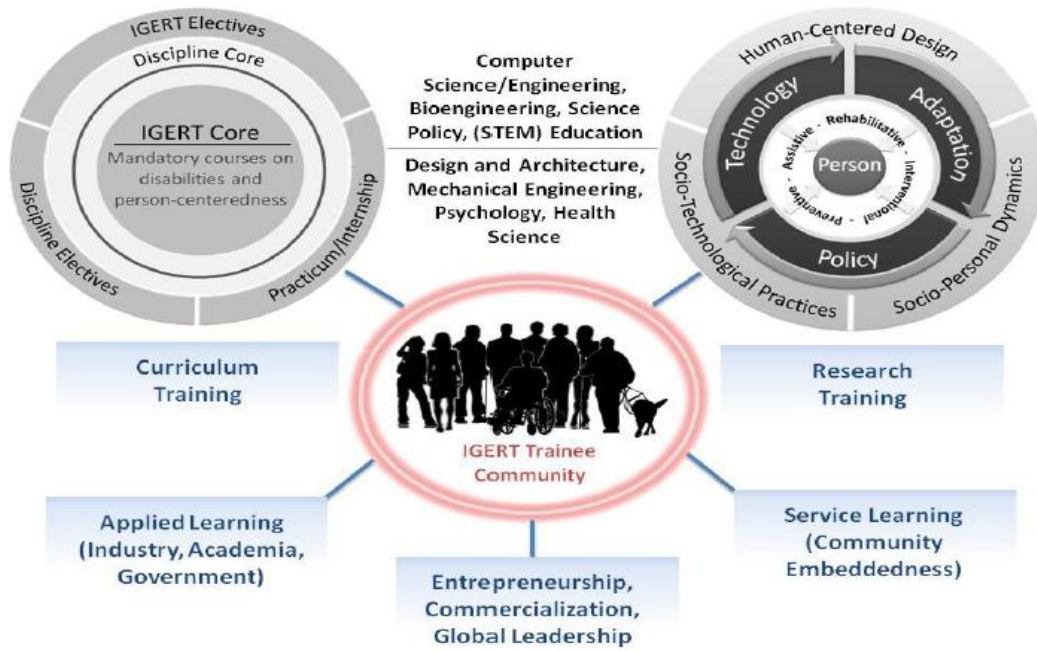 IGERT Electives
Discipline Core
IGERT Core
Mandatory courses on
disabilities and
person-centeredness
Discipline Electives
Practicum/Internship
Computer
Science/Engineering,
Bioengineering, Science
Policy, (STEM) Education
Design and Architecture,
Mechanical Engineering,
Psychology, Health
Science
Human-Centered Design
Technology
Adaptation
Policy
Preventive - Assistive - Rehabilitative - Interventional -
Person
Socio-Technological Practices
Socio-Personal Dynamics
Curriculum
Training
Research
Training
IGERT Trainee
Community
Applied Learning
(Industry, Academia,
Government)
Entrepreneurship,
Commercialization,
Global Leadership
Service Learning
(Community
Embeddedness)